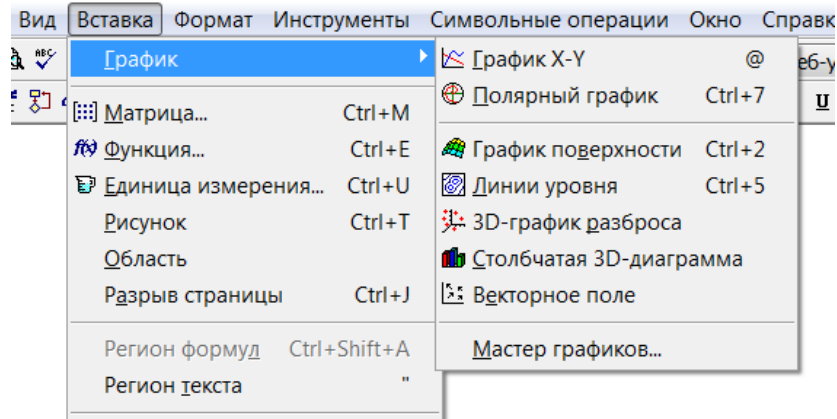 Вид Вставка Формат Инструменты Символьные операции Окно Справк
ABC
График
Матрица... Ctrl+M
f(x) Функция... Ctrl+E
Единица измерения... Ctrl+U
Рисунок Ctrl+T
Область
Разрыв страницы Ctrl+J
Регион формул Ctrl+Shift+A
Регион текста "
График X-Y @
Полярный график Ctrl+7
График поверхности Ctrl+2
Линии уровня Ctrl+5
3D-график разброса
Столбчатая 3D-диаграмма
Векторное поле
Мастер графиков...
еб-у
U